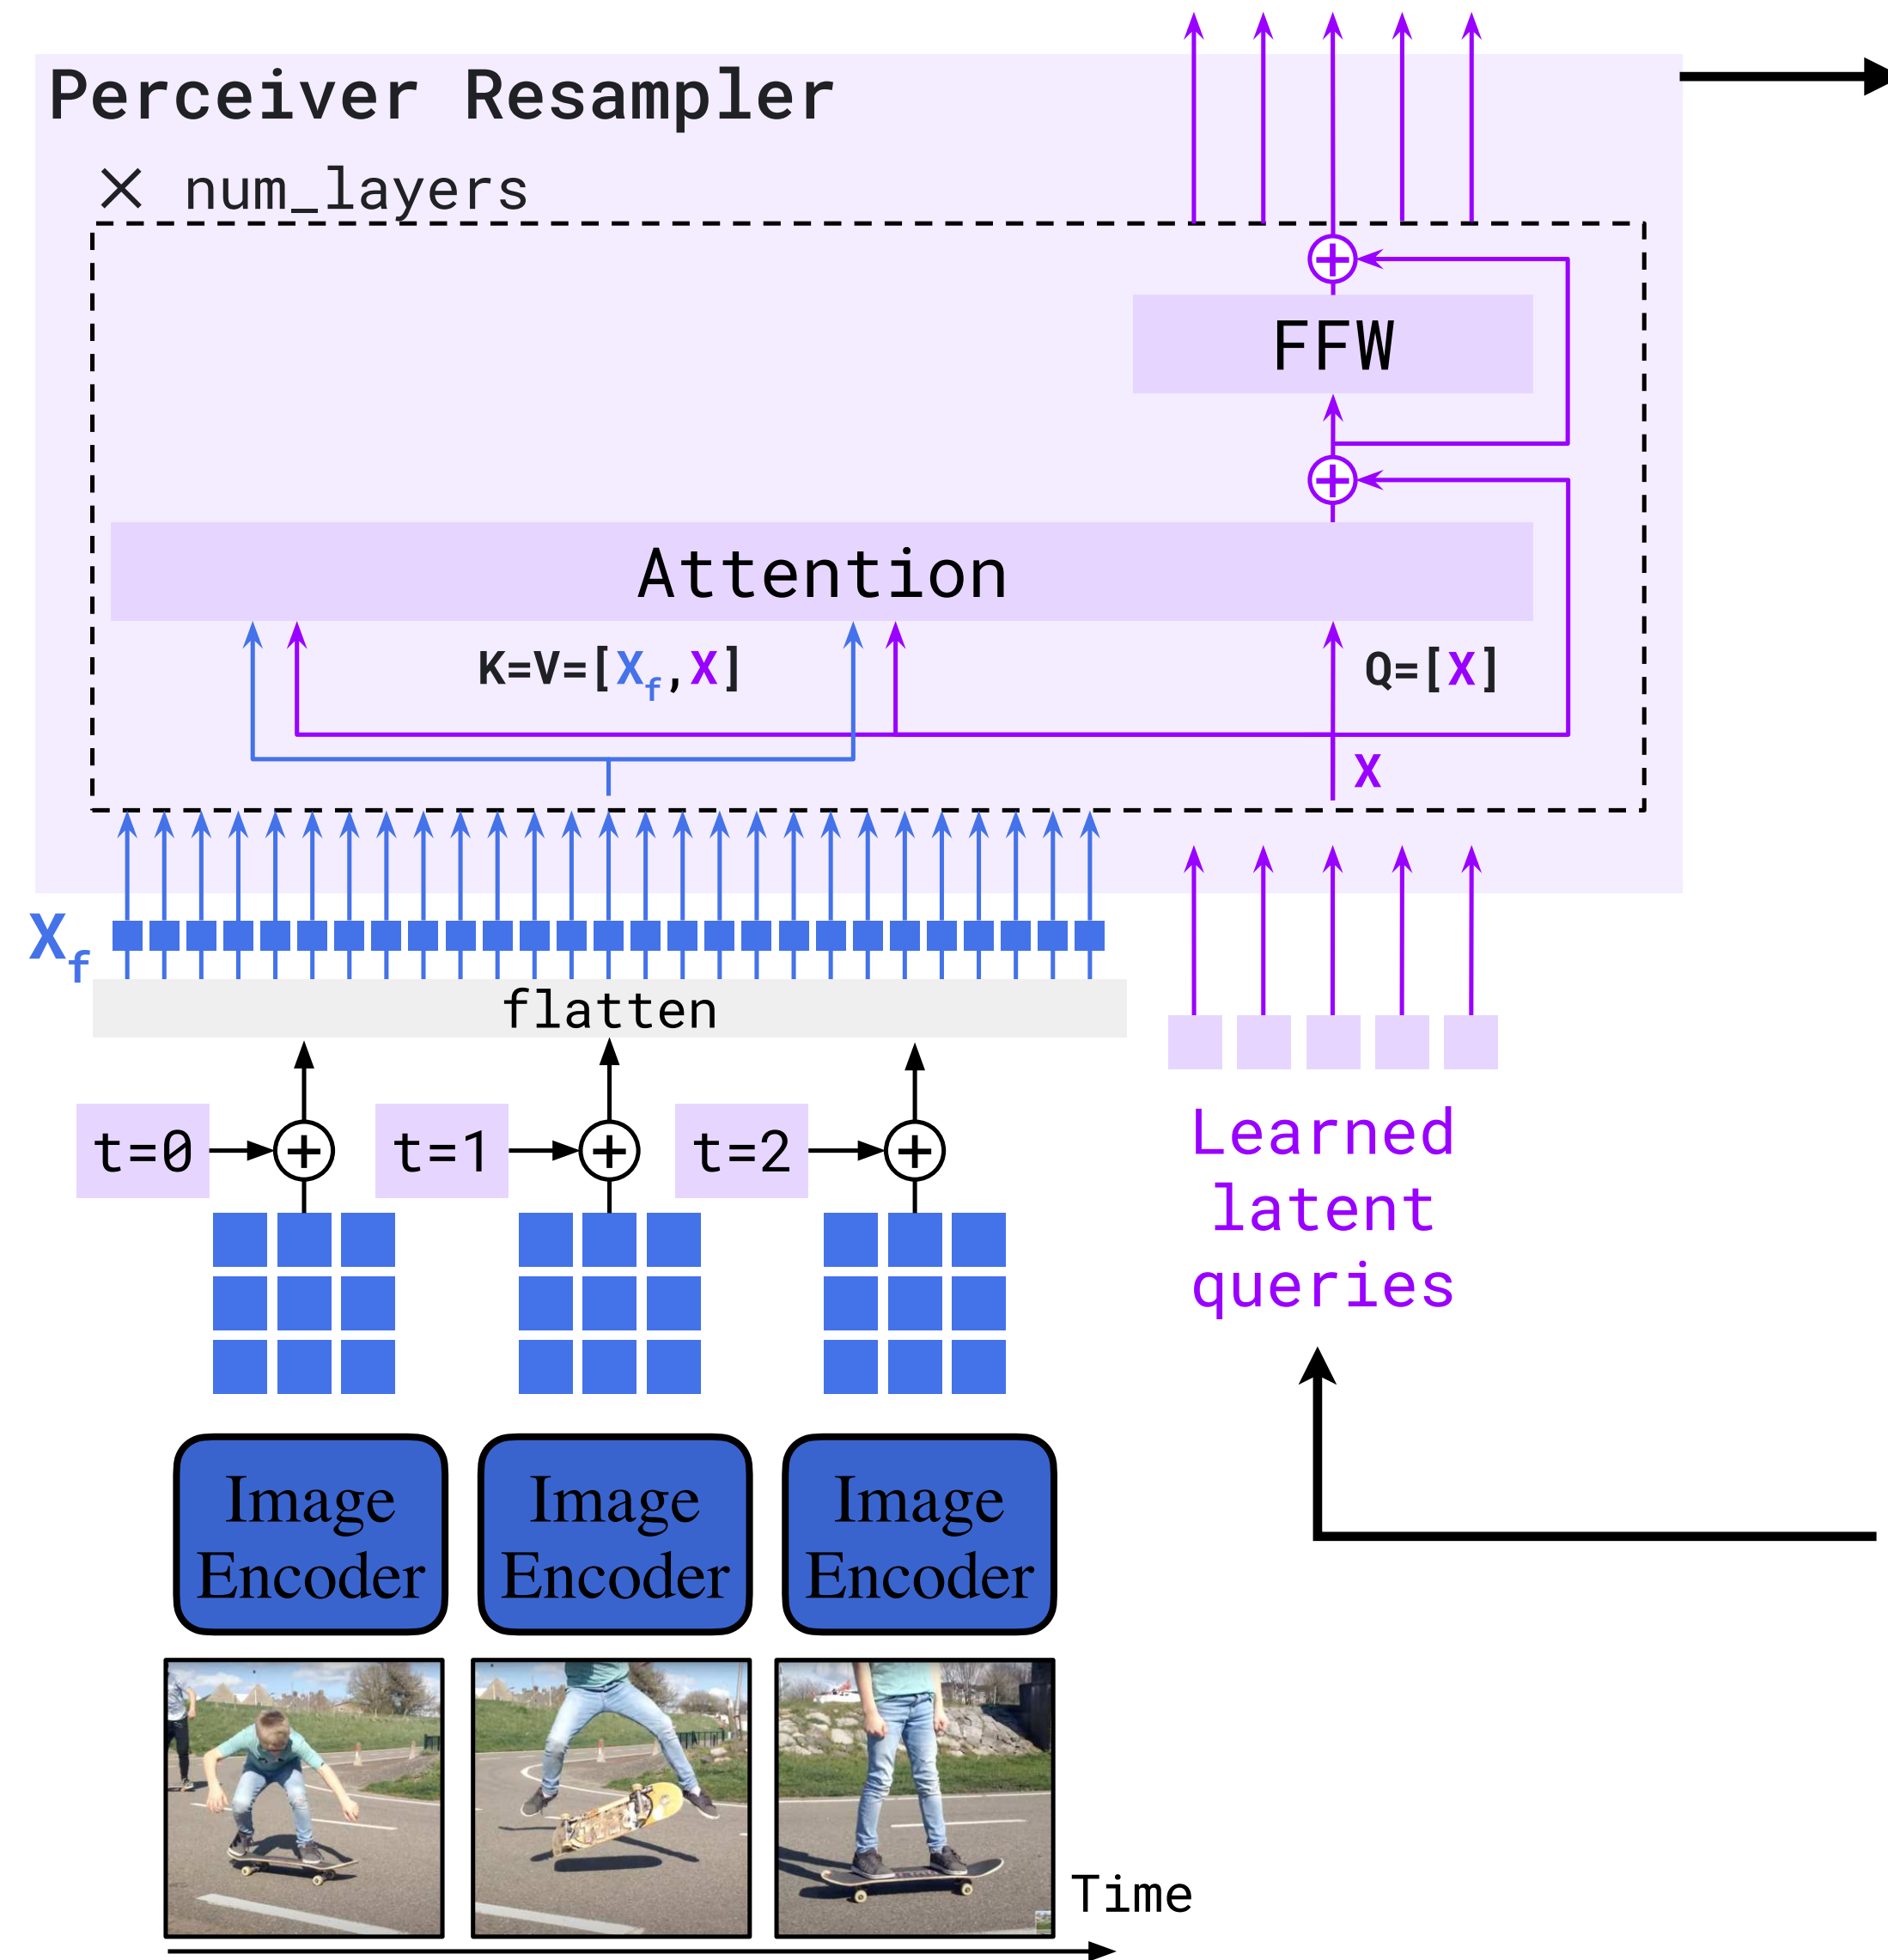 Perceiver Resampler
× num_layers
FFW
Attention
K=V=[Xf,X]
Q=[X]
X
Xf
flatten
t=0
t=1
t=2
Learned
latent
queries
Image
Encoder
Image
Encoder
Image
Encoder
Time